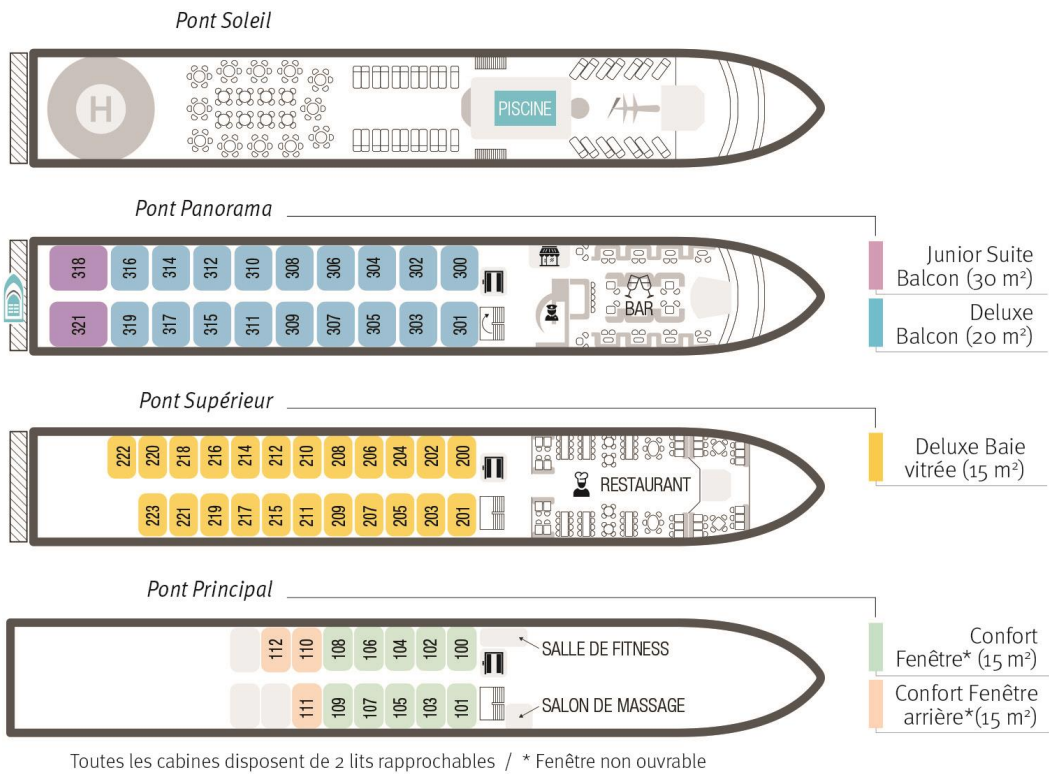 Pont Soleil
H
PISCINE
Pont Panorama
318 316 314 312 310 308 306 304 302 300
321 319 317 315 311 309 307 305 303 301
BAR
Junior Suite
Balcon (30 m²)
Deluxe
Balcon (20 m²)
Pont Supérieur
222 220 218 216 214 212 210 208 206 204 202 200
223 221 219 217 215 211 209 207 205 203 201
RESTAURANT
Deluxe Baie
vitrée (15 m²)
Pont Principal
112 110 108 106 104 102 100
111 109 107 105 103 101
SALLE DE FITNESS
SALON DE MASSAGE
Confort
Fenêtre* (15 m²)
Confort Fenêtre
arrière*(15 m²)
Toutes les cabines disposent de 2 lits rapprochables / * Fenêtre non ouvrable